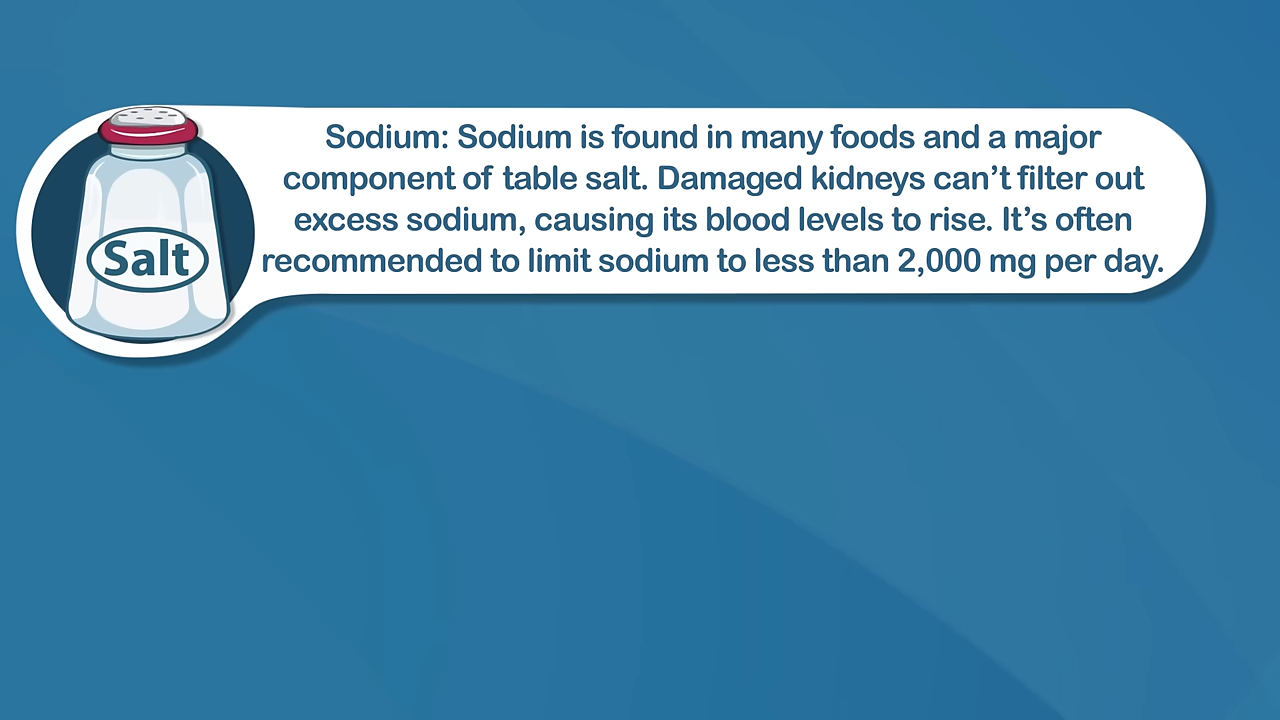 Salt
Sodium: Sodium is found in many foods and a major
component of table salt. Damaged kidneys can’t filter out
excess sodium, causing its blood levels to rise. It’s often
recommended to limit sodium to less than 2,000 mg per day.